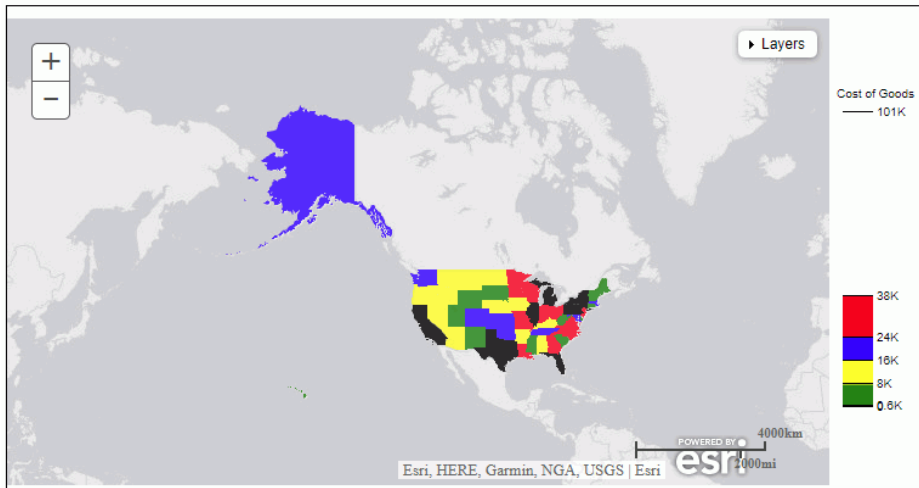 +
−
Layers
Cost of Goods
101K
38K
24K
16K
8K
0.6K
4000km
2000mi
POWERED BY
esri
Esri, HERE, Garmin, NGA, USGS | Esri